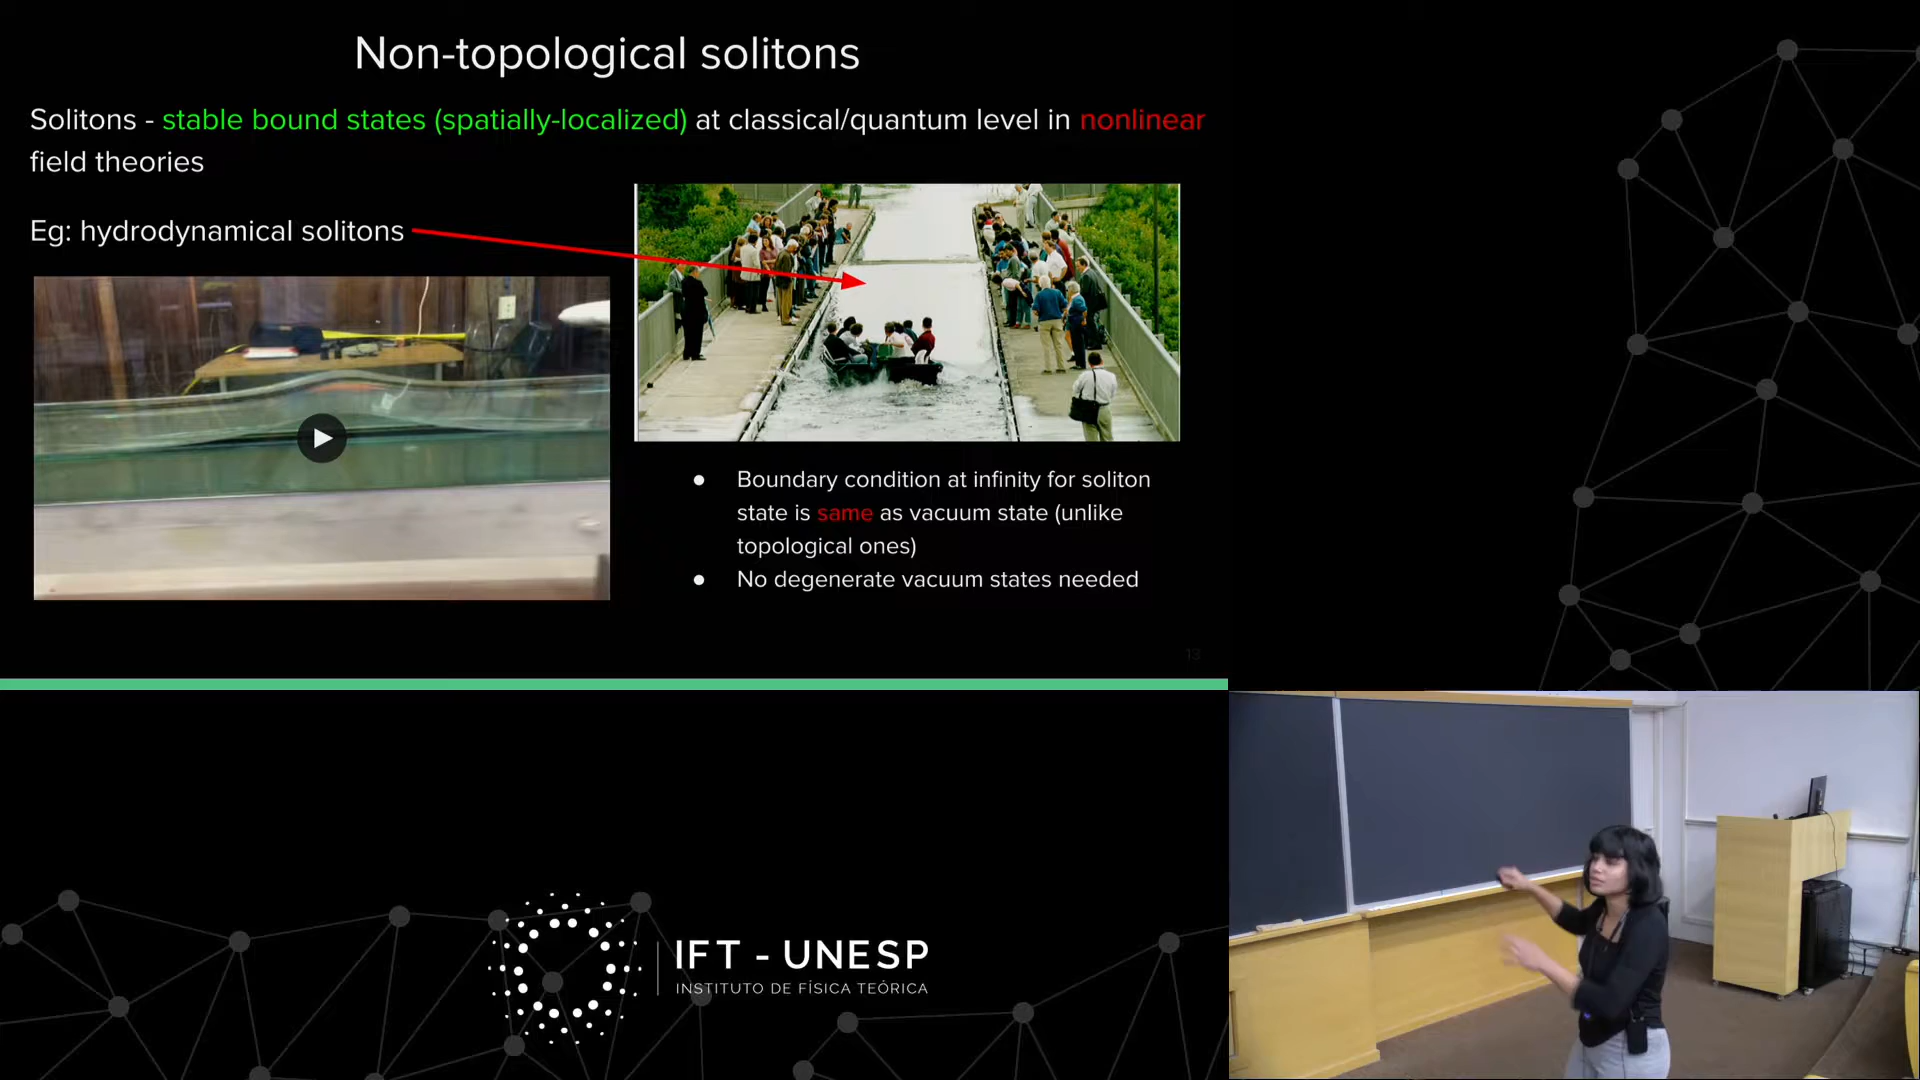 Non-topological solitons
Solitons - stable bound states (spatially-localized) at classical/quantum level in nonlinear
field theories
Eg: hydrodynamical solitons
● Boundary condition at infinity for soliton
state is same as vacuum state (unlike
topological ones)
● No degenerate vacuum states needed
13
IFT - UNESP
INSTITUTO DE FÍSICA TEÓRICA